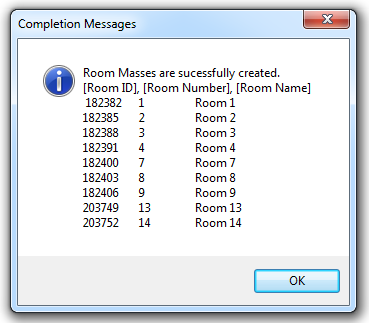 Completion Messages
Room Masses are sucessfully created.
[Room ID], [Room Number], [Room Name]
182382 1 Room 1
182385 2 Room 2
182388 3 Room 3
182391 4 Room 4
182400 7 Room 7
182403 8 Room 8
182406 9 Room 9
203749 13 Room 13
203752 14 Room 14
OK